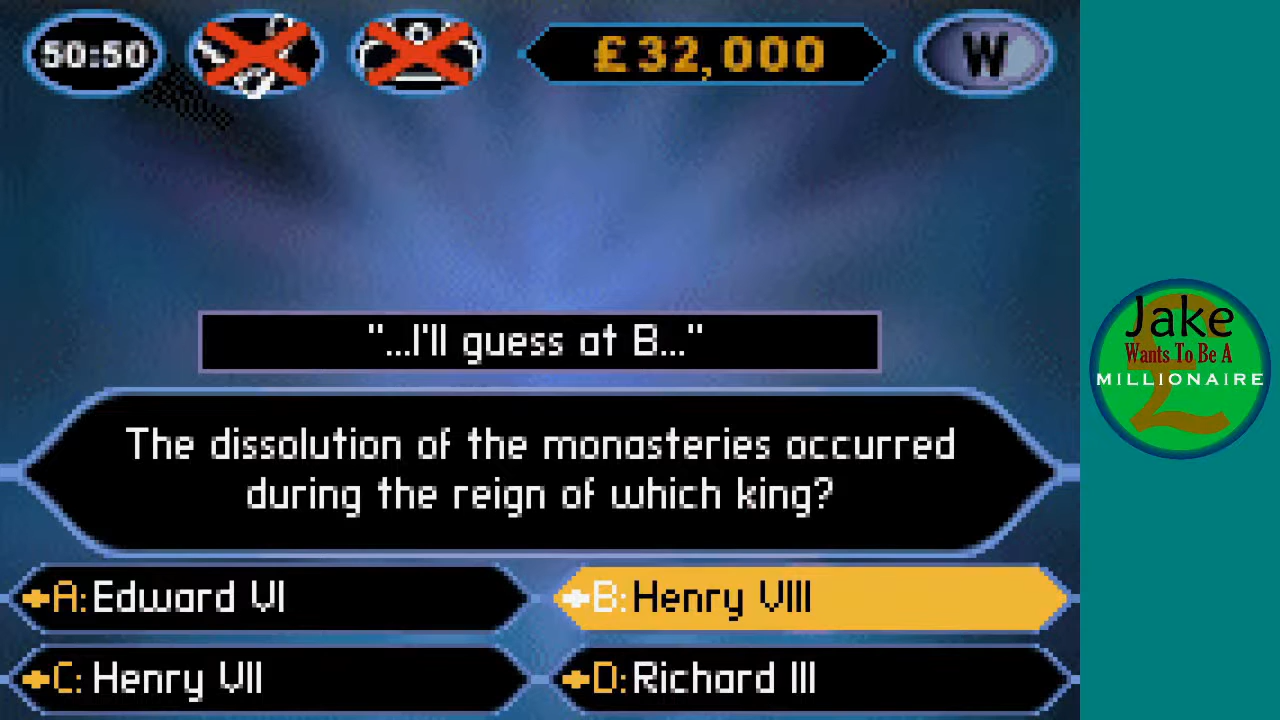 50:50
£32,000
W
"...I'll guess at B..."
The dissolution of the monasteries occurred
during the reign of which king?
A: Edward VI
B: Henry VIII
C: Henry VII
D: Richard III
Jake
Wants To Be A
MILLIONAIRE
£